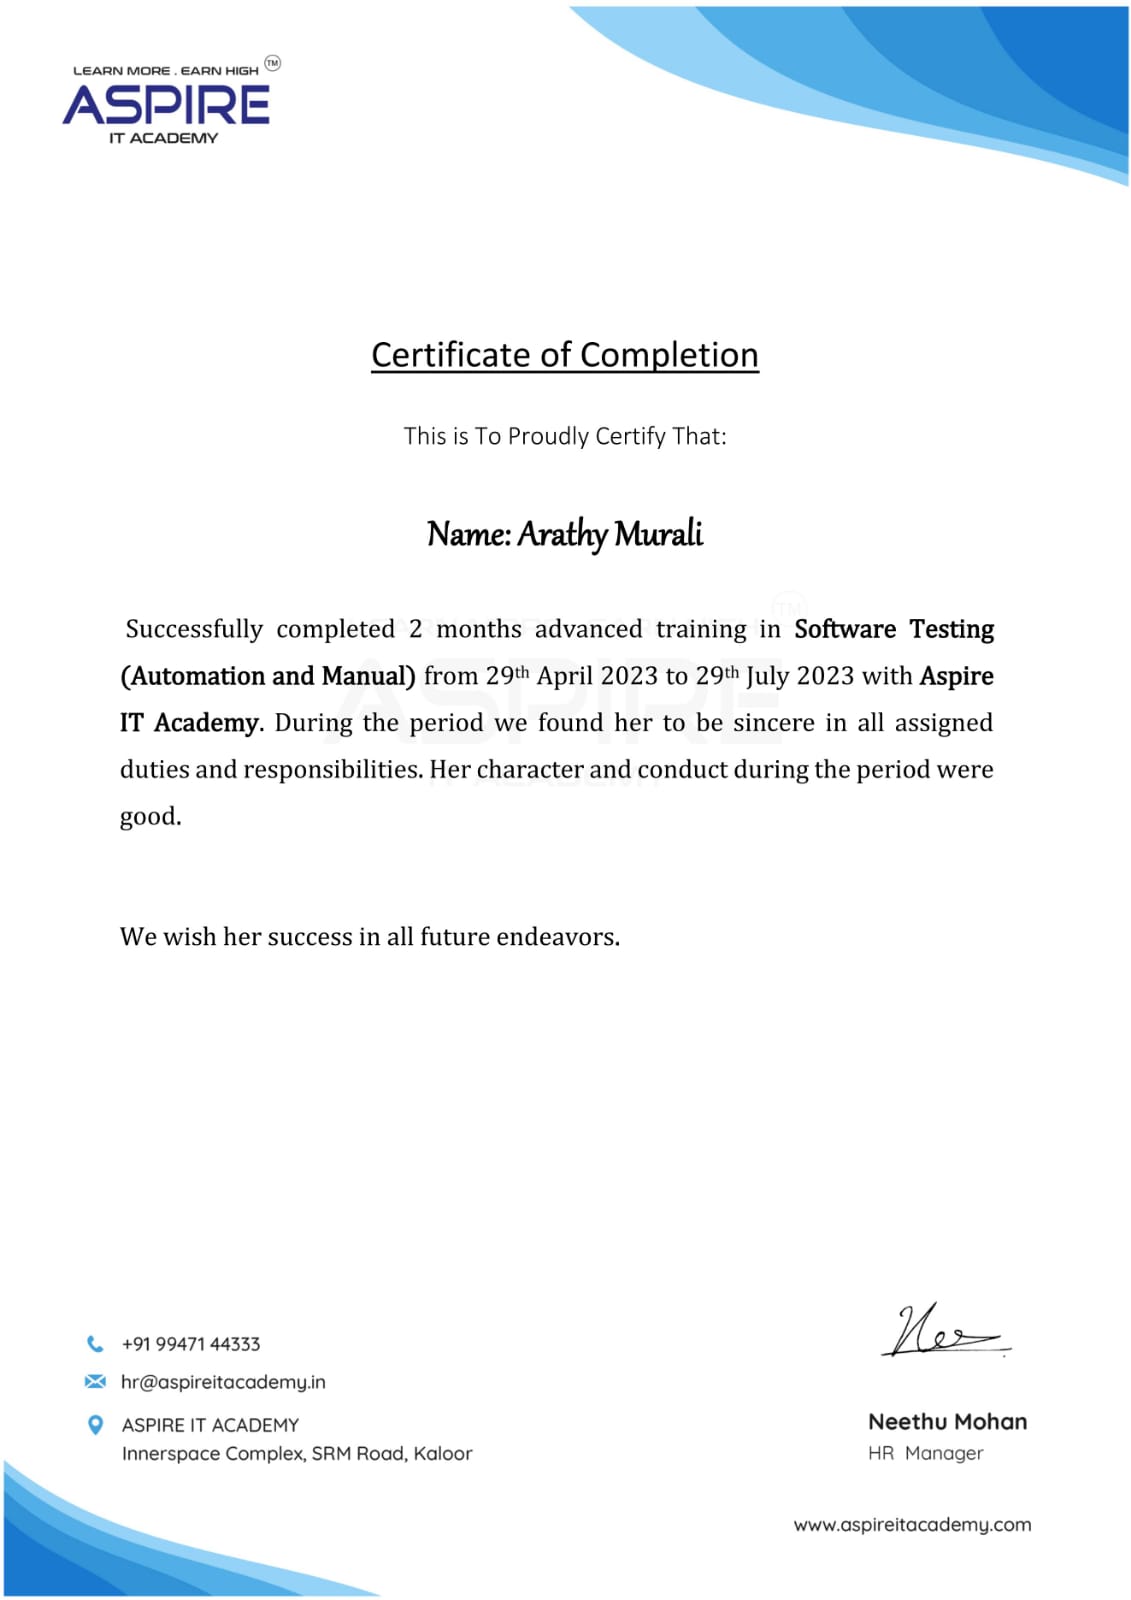 LEARN MORE . EARN HIGH TM
ASPIRE
IT ACADEMY
Certificate of Completion
This is To Proudly Certify That:
Name: Arathy Murali
Successfully completed 2 months advanced training in Software Testing
(Automation and Manual) from 29th April 2023 to 29th July 2023 with Aspire
IT Academy. During the period we found her to be sincere in all assigned
duties and responsibilities. Her character and conduct during the period were
good.
We wish her success in all future endeavors.
+91 99471 44333
hr@aspireitacademy.in
ASPIRE IT ACADEMY
Innerspace Complex, SRM Road, Kaloor
Nee
Neethu Mohan
HR Manager
www.aspireitacademy.com